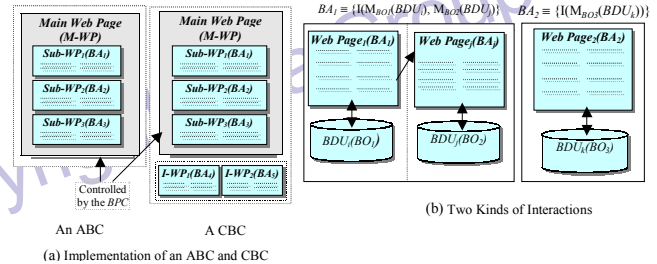 Main Web Page
(M-WP)
Sub-WP1(BA1)
Sub-WP2(BA2)
Sub-WP3(BA3)
Main Web Page
(M-WP)
Sub-WP1(BA1)
Sub-WP2(BA2)
Sub-WP3(BA3)
I-WP1(BA4)
I-WP2(BA5)
Controlled
by the BPC
An ABC
A CBC
(a) Implementation of an ABC and CBC
BA1 ≡ {I(MBO1(BDUi), MBO2(BDUj)}
BA2 ≡ {I(MBO3(BDUk))}
Web Pagei(BA1)
Web Pagej(BA1)
Web Page2(BA2)
BDUi(BO1)
BDUj(BO2)
BDUk(BO3)
(b) Two Kinds of Interactions